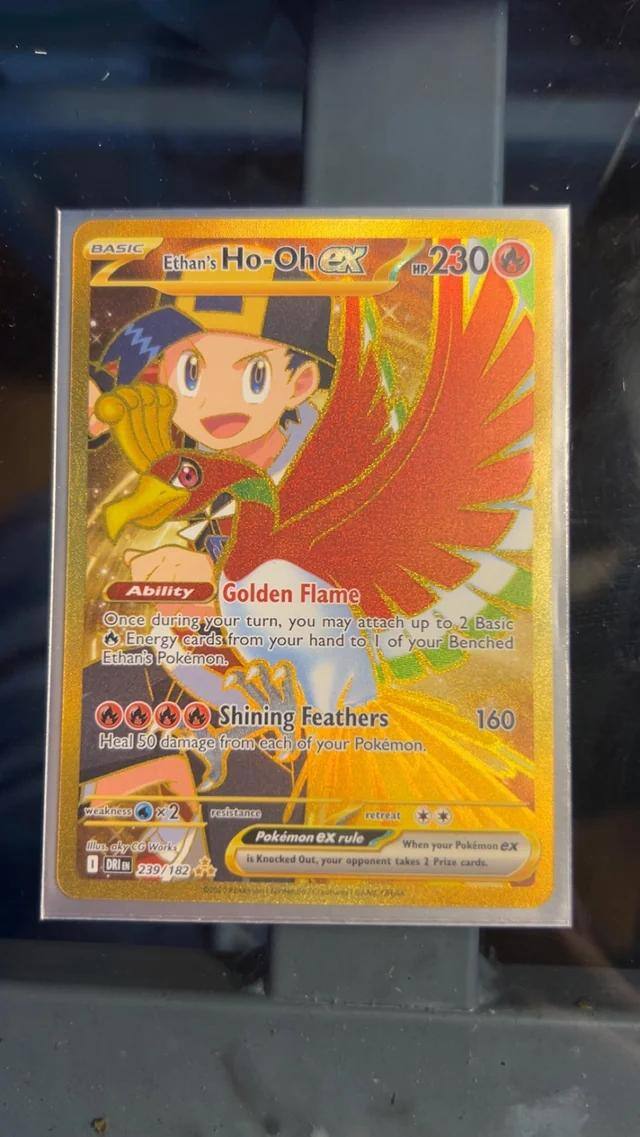 BASIC
Ethan's Ho-Oh ex HP 230
Ability Golden Flame
Once during your turn, you may attach up to 2 Basic
Energy cards from your hand to 1 of your Benched
Ethan's Pokémon.
Shining Feathers 160
Heal 50 damage from each of your Pokémon.
weakness ×2 resistance retreat
Pokémon ex rule
When your Pokémon ex
is Knocked Out, your opponent takes 2 Prize cards.
Illus. aky CG Works
I DRI EN 239/182